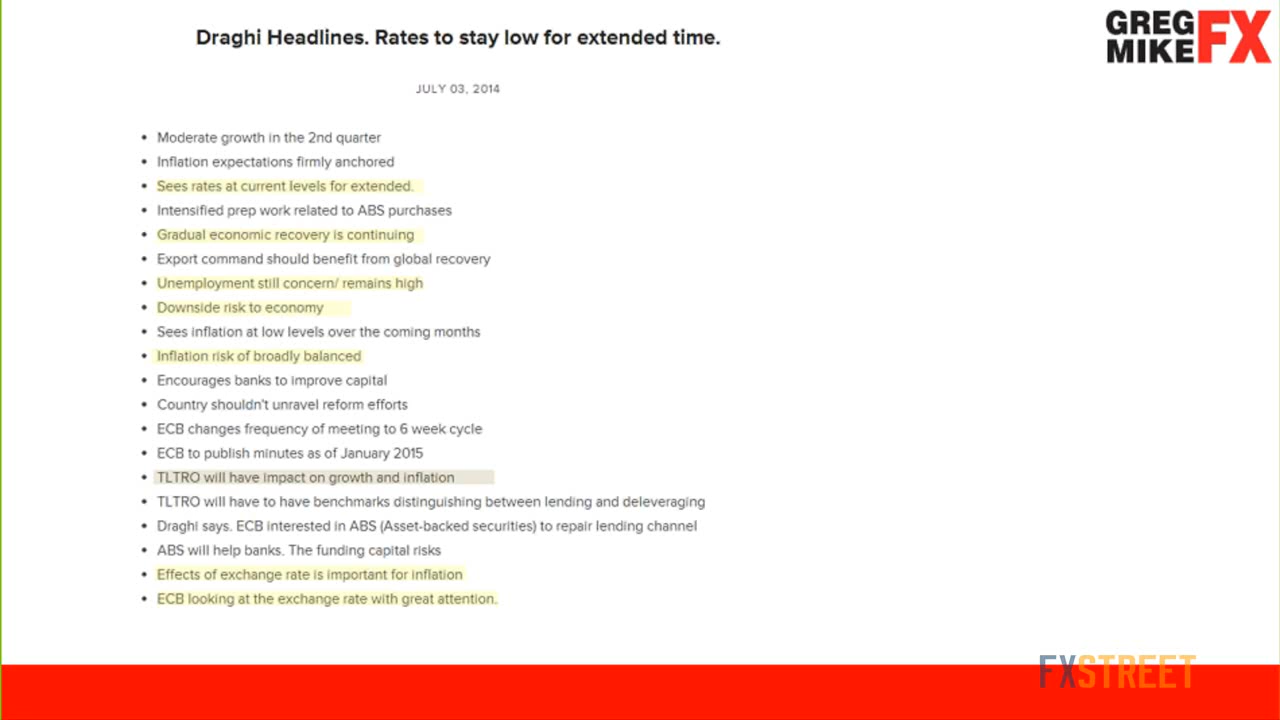 GREG
MIKE FX
Draghi Headlines. Rates to stay low for extended time.
JULY 03, 2014
• Moderate growth in the 2nd quarter
• Inflation expectations firmly anchored
• Sees rates at current levels for extended.
• Intensified prep work related to ABS purchases
• Gradual economic recovery is continuing
• Export command should benefit from global recovery
• Unemployment still concern/ remains high
• Downside risk to economy
• Sees inflation at low levels over the coming months
• Inflation risk of broadly balanced
• Encourages banks to improve capital
• Country shouldn't unravel reform efforts
• ECB changes frequency of meeting to 6 week cycle
• ECB to publish minutes as of January 2015
• TLTRO will have impact on growth and inflation
• TLTRO will have to have benchmarks distinguishing between lending and deleveraging
• Draghi says. ECB interested in ABS (Asset-backed securities) to repair lending channel
• ABS will help banks. The funding capital risks
• Effects of exchange rate is important for inflation
• ECB looking at the exchange rate with great attention.
FXSTREET